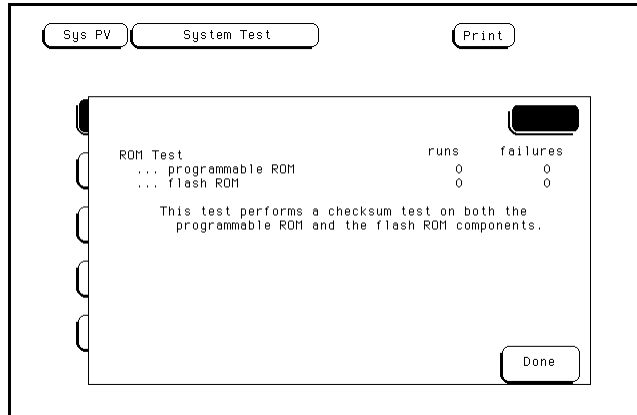 Sys PV System Test Print
ROM Test runs failures
... programmable ROM 0 0
... flash ROM 0 0
This test performs a checksum test on both the
programmable ROM and the flash ROM components.
Done